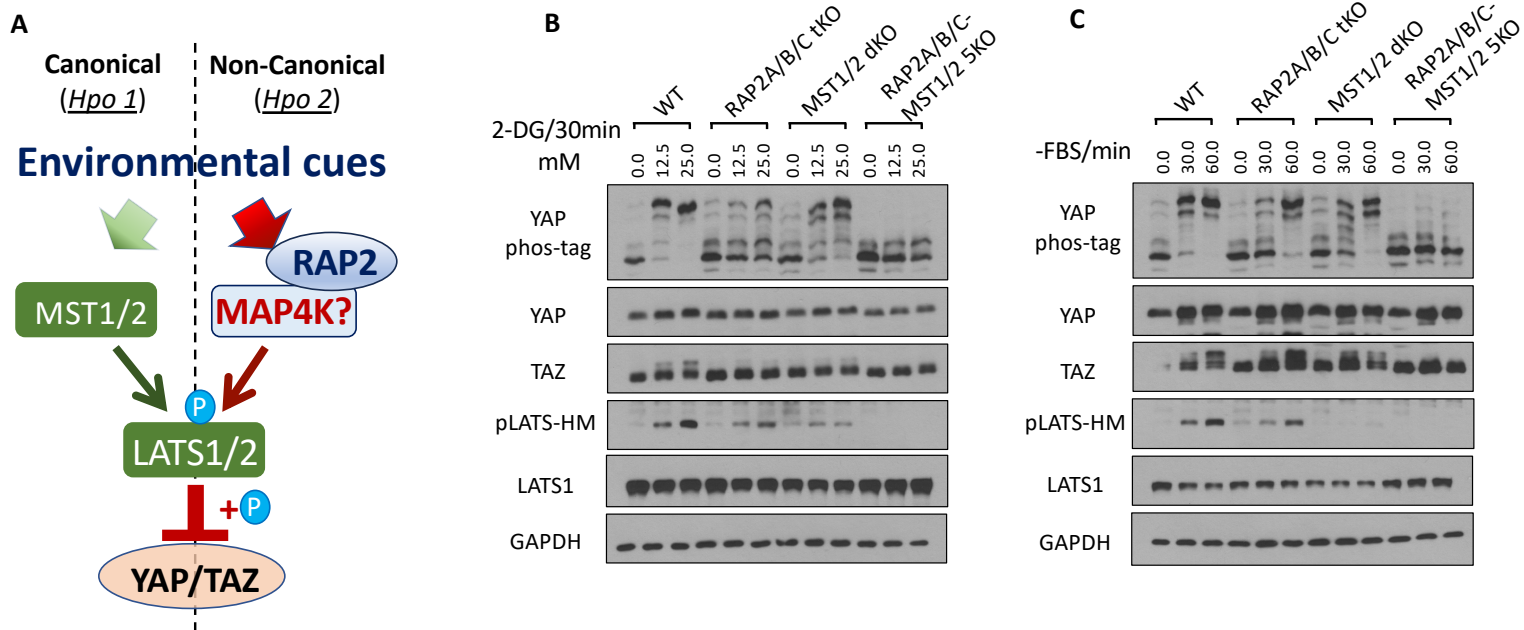 A
Canonical
(Hpo 1)
Non-Canonical
(Hpo 2)
Environmental cues
RAP2
MST1/2
MAP4K?
P
LATS1/2
+P
YAP/TAZ
B
WT
RAP2A/B/C tKO
MST1/2 dKO
RAP2A/B/C-
MST1/2 5KO
2-DG/30min
mM
0.0 12.5 25.0 0.0 12.5 25.0 0.0 12.5 25.0 0.0 12.5 25.0
YAP
phos-tag
YAP
TAZ
pLATS-HM
LATS1
GAPDH
C
WT
RAP2A/B/C tKO
MST1/2 dKO
RAP2A/B/C-
MST1/2 5KO
-FBS/min
0.0 30.0 60.0 0.0 30.0 60.0 0.0 30.0 60.0 0.0 30.0 60.0
YAP
phos-tag
YAP
TAZ
pLATS-HM
LATS1
GAPDH